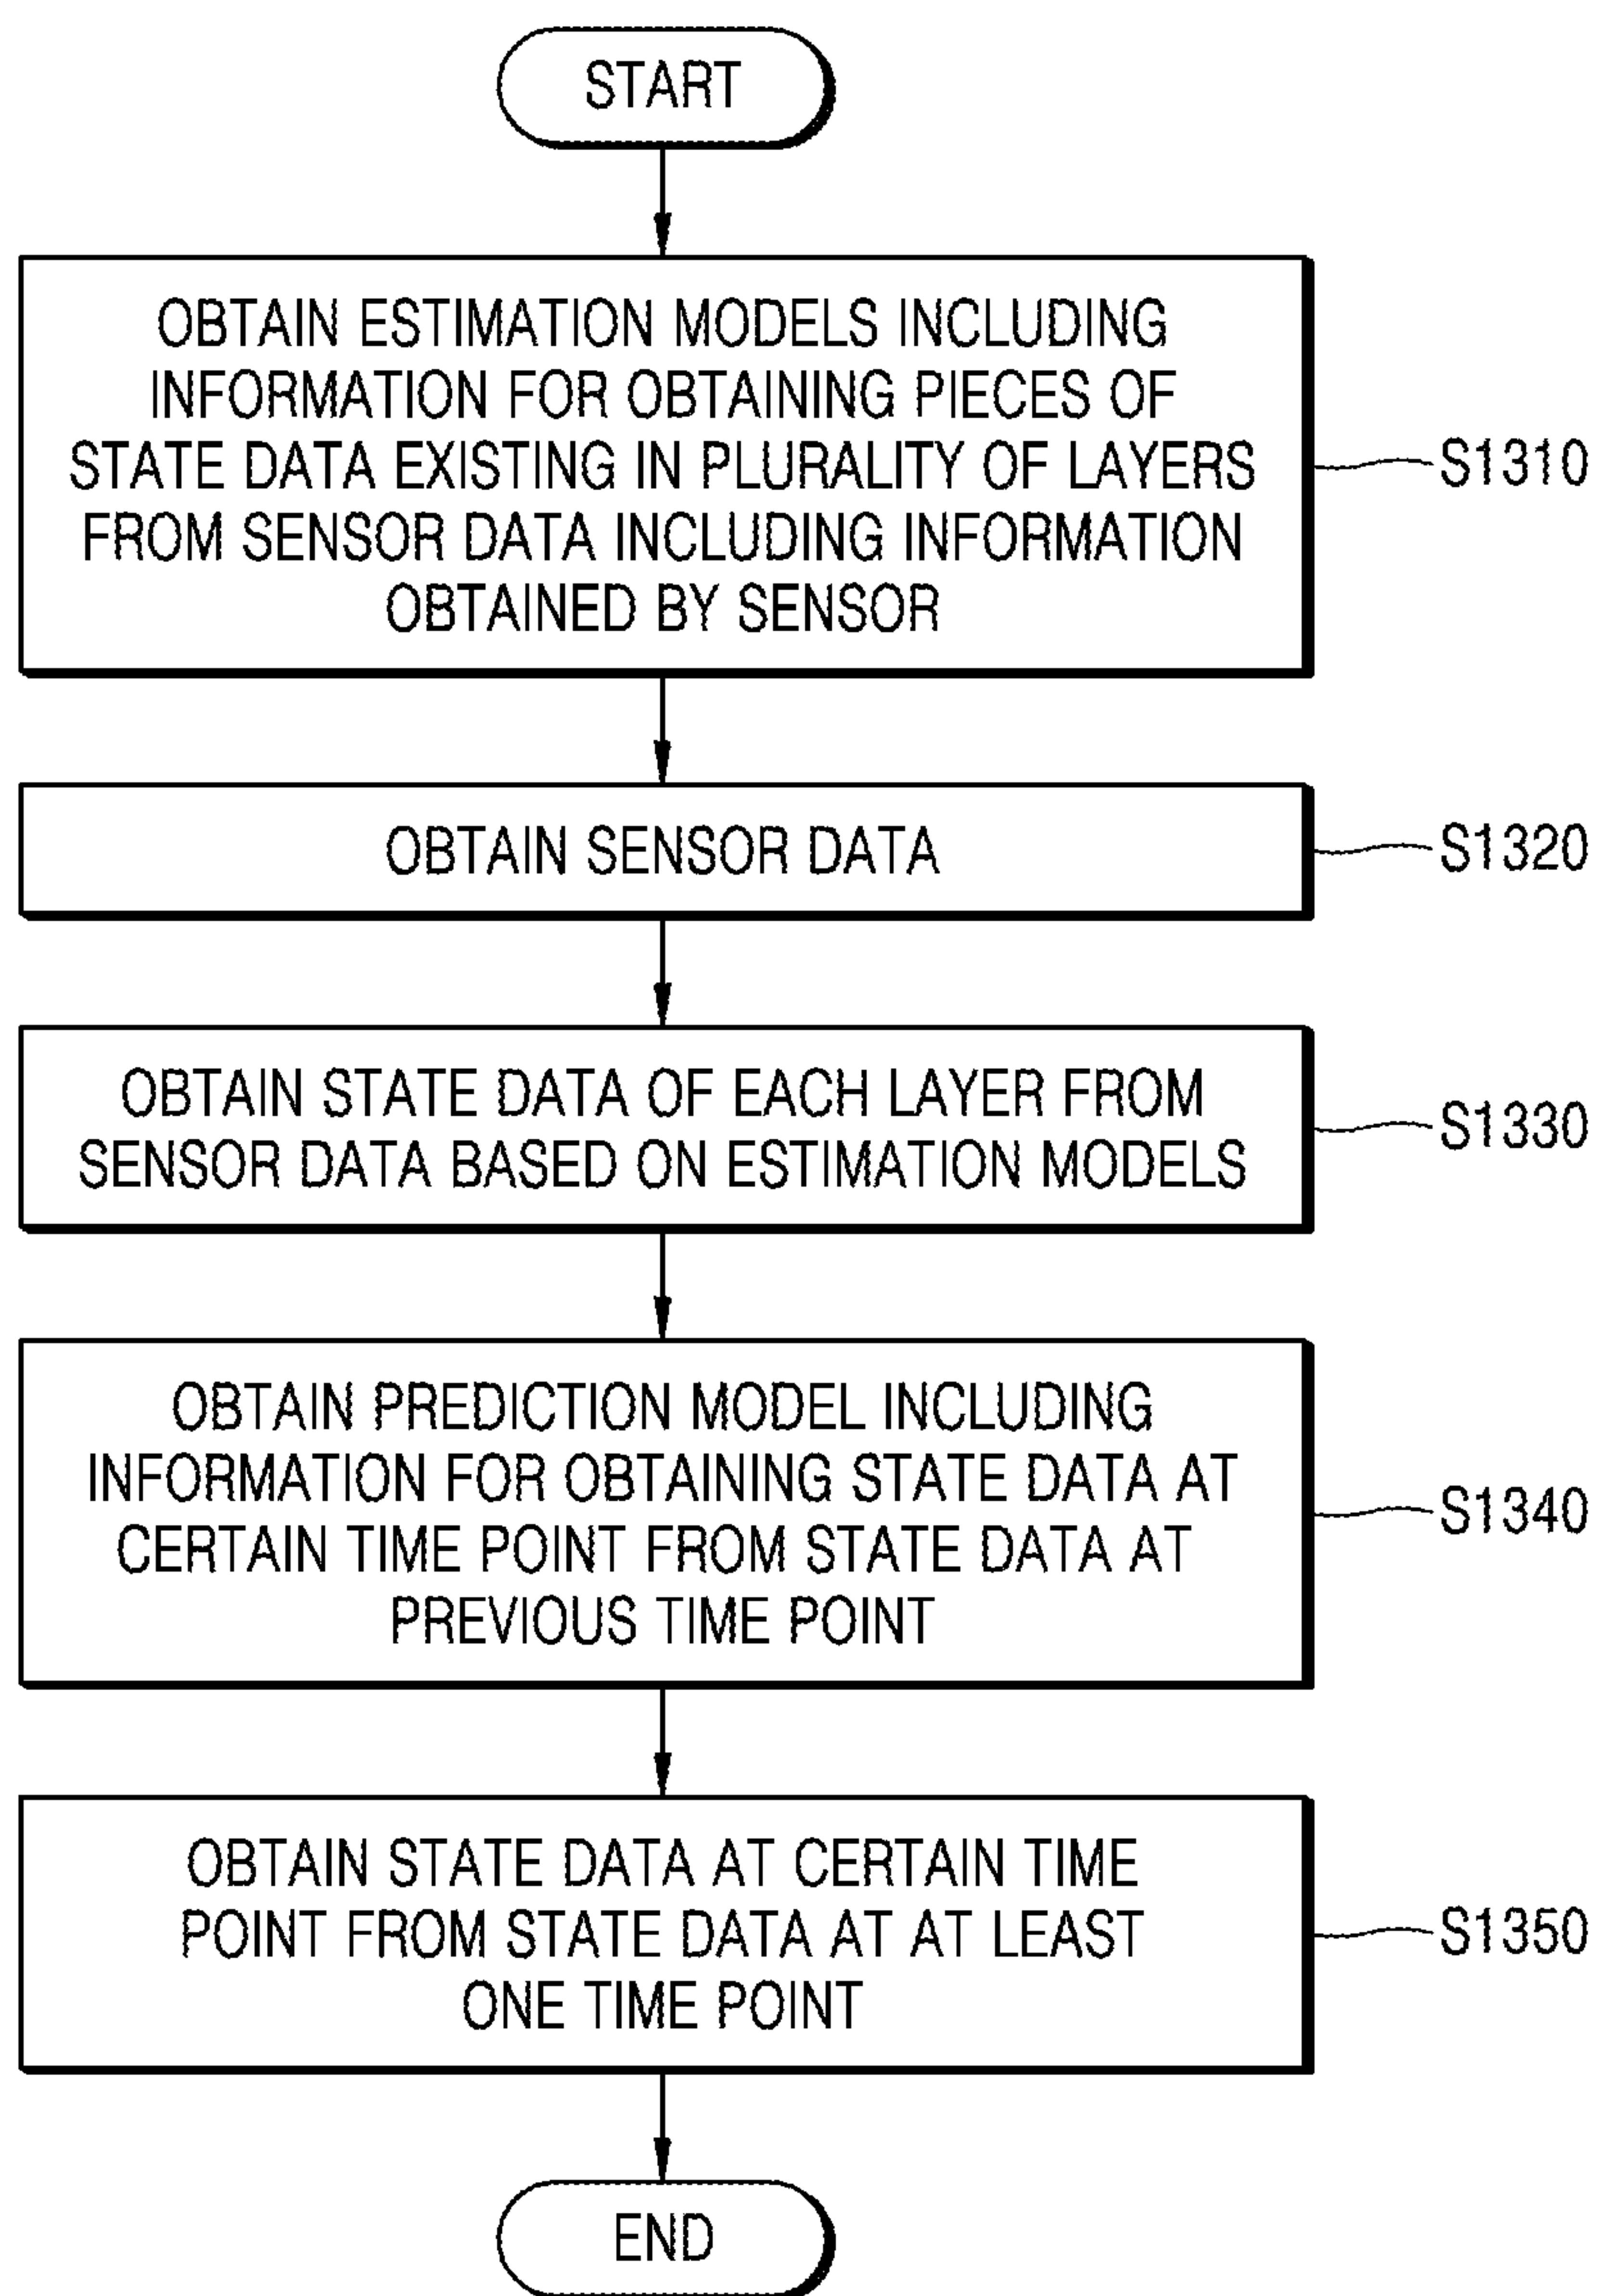 START
OBTAIN ESTIMATION MODELS INCLUDING
INFORMATION FOR OBTAINING PIECES OF
STATE DATA EXISTING IN PLURALITY OF LAYERS
FROM SENSOR DATA INCLUDING INFORMATION
OBTAINED BY SENSOR
S1310
OBTAIN SENSOR DATA
S1320
OBTAIN STATE DATA OF EACH LAYER FROM
SENSOR DATA BASED ON ESTIMATION MODELS
S1330
OBTAIN PREDICTION MODEL INCLUDING
INFORMATION FOR OBTAINING STATE DATA AT
CERTAIN TIME POINT FROM STATE DATA AT
PREVIOUS TIME POINT
S1340
OBTAIN STATE DATA AT CERTAIN TIME
POINT FROM STATE DATA AT AT LEAST
ONE TIME POINT
S1350
END